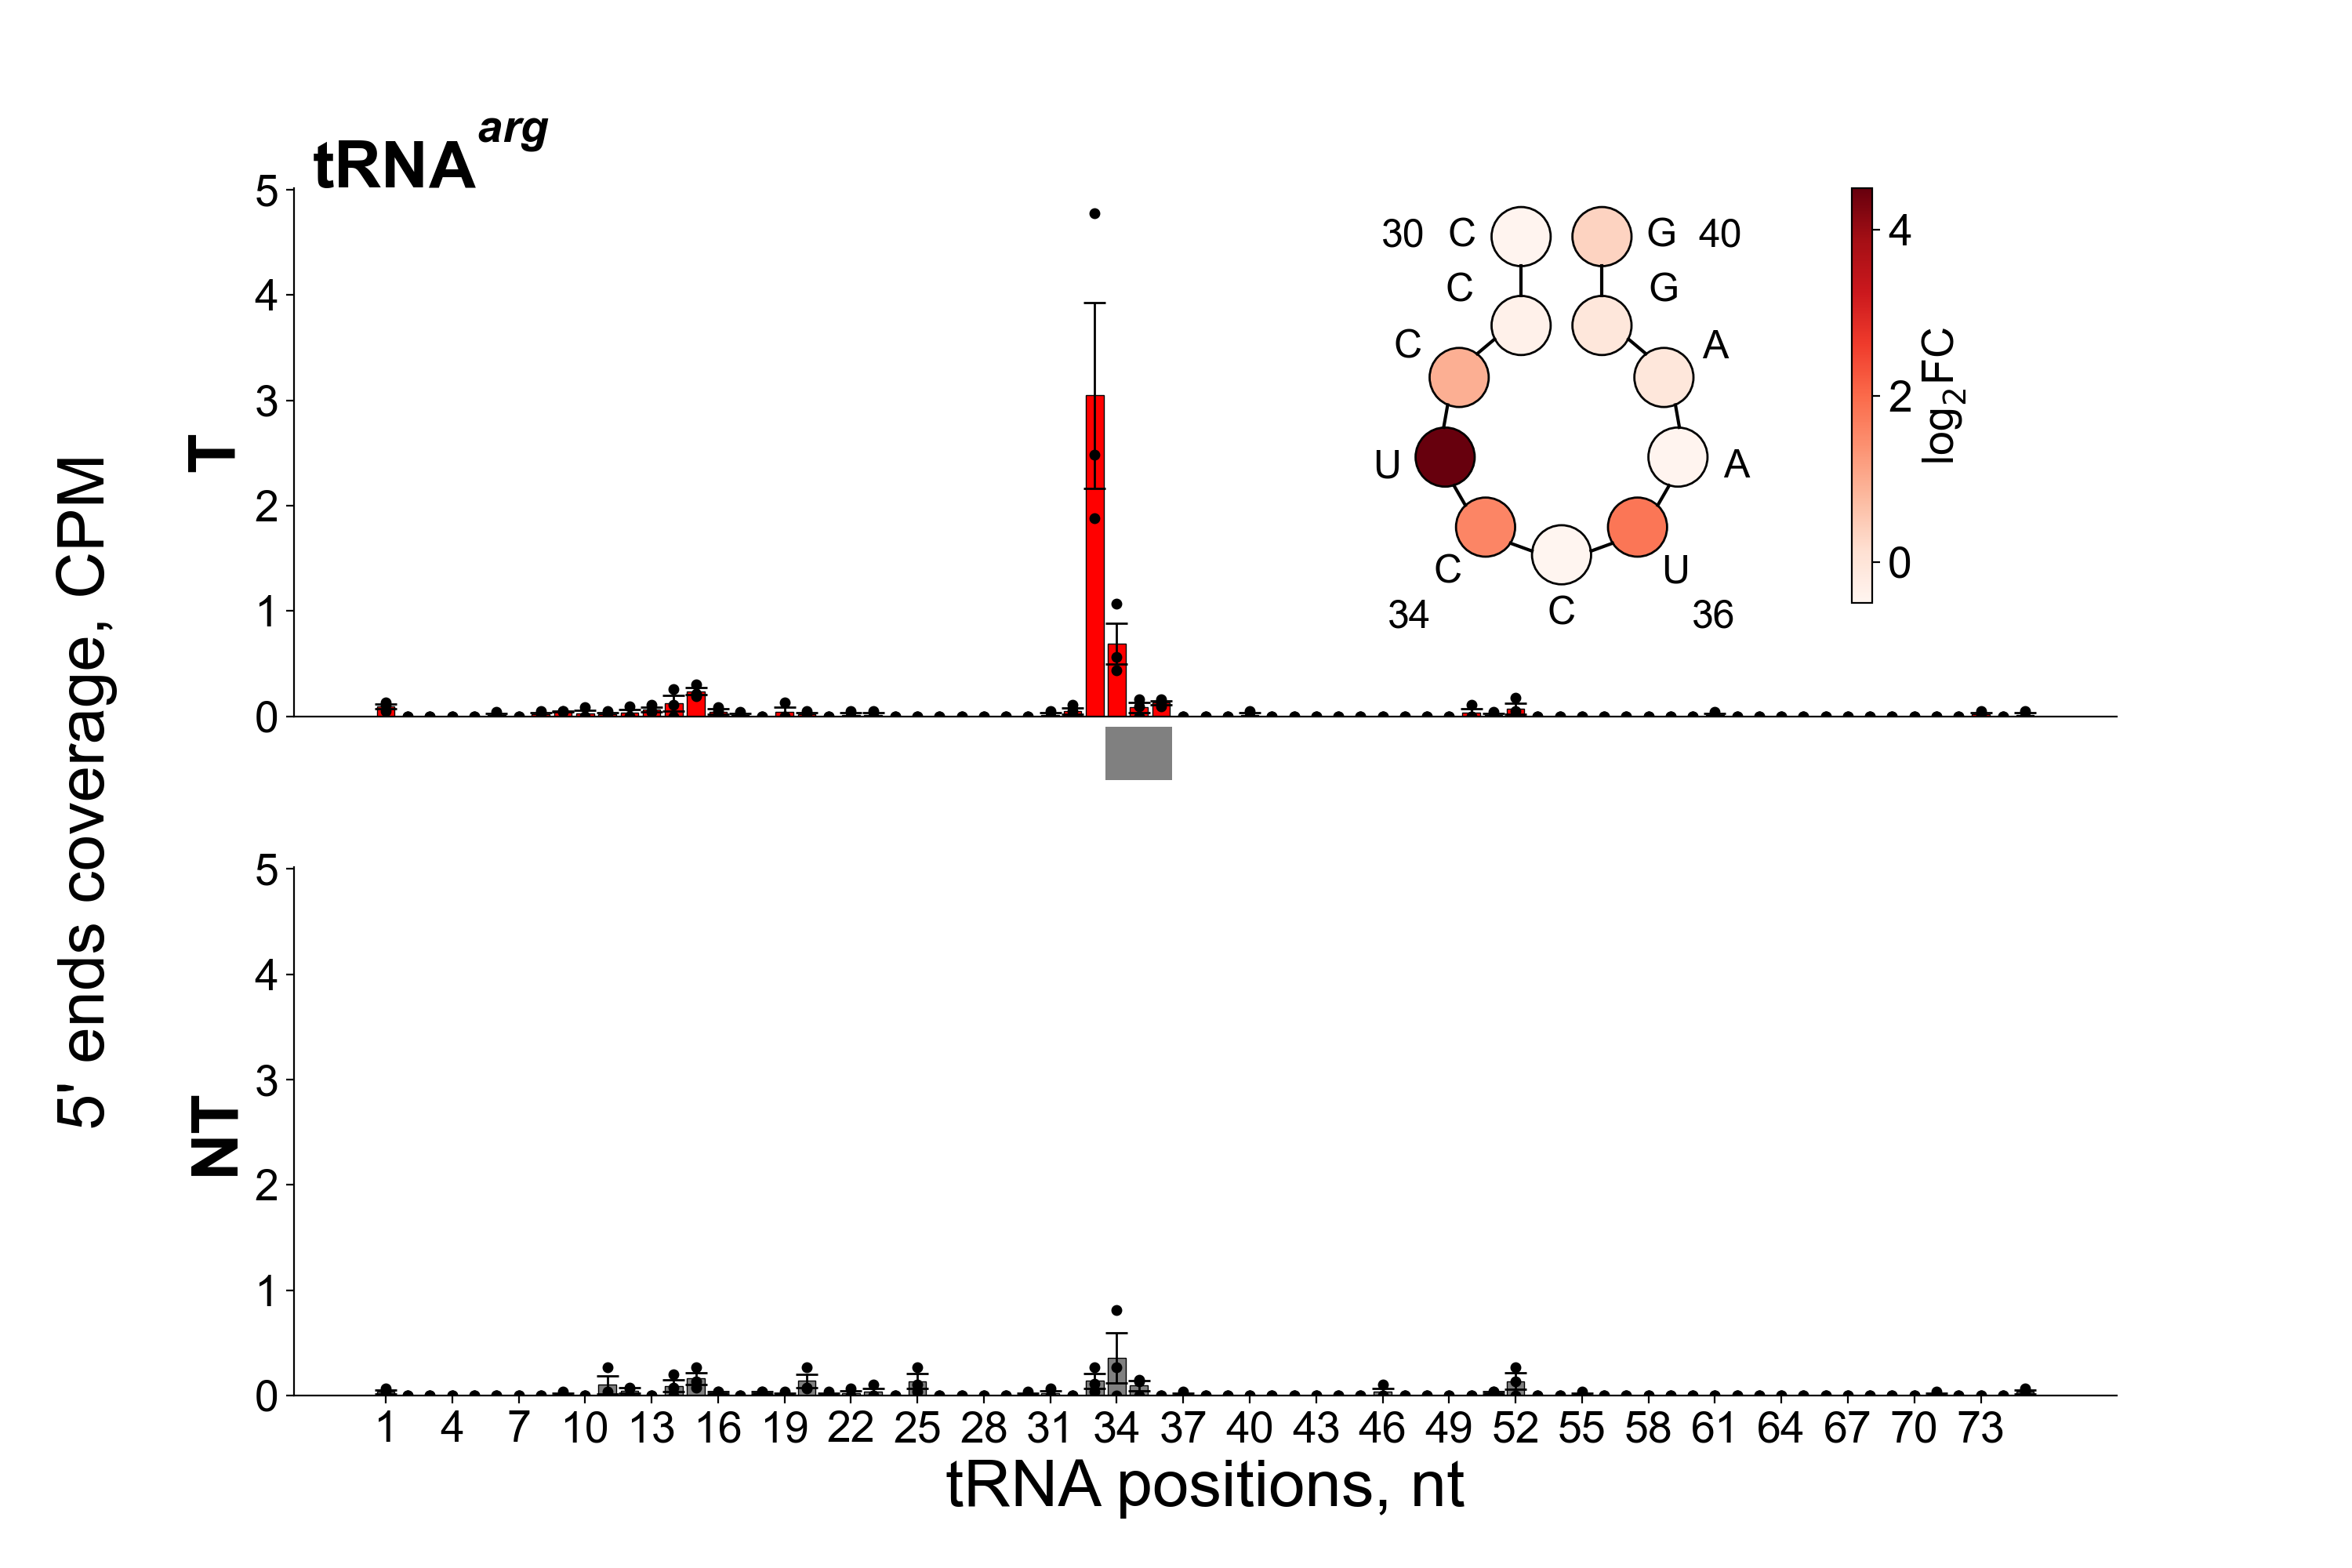 tRNA^arg
5' ends coverage, CPM
T
5
4
3
2
1
0
30 C G 40
C G
C A
U A
C U
34 C 36
4
2
0
log₂FC
NT
5
4
3
2
1
0
1 4 7 10 13 16 19 22 25 28 31 34 37 40 43 46 49 52 55 58 61 64 67 70 73
tRNA positions, nt